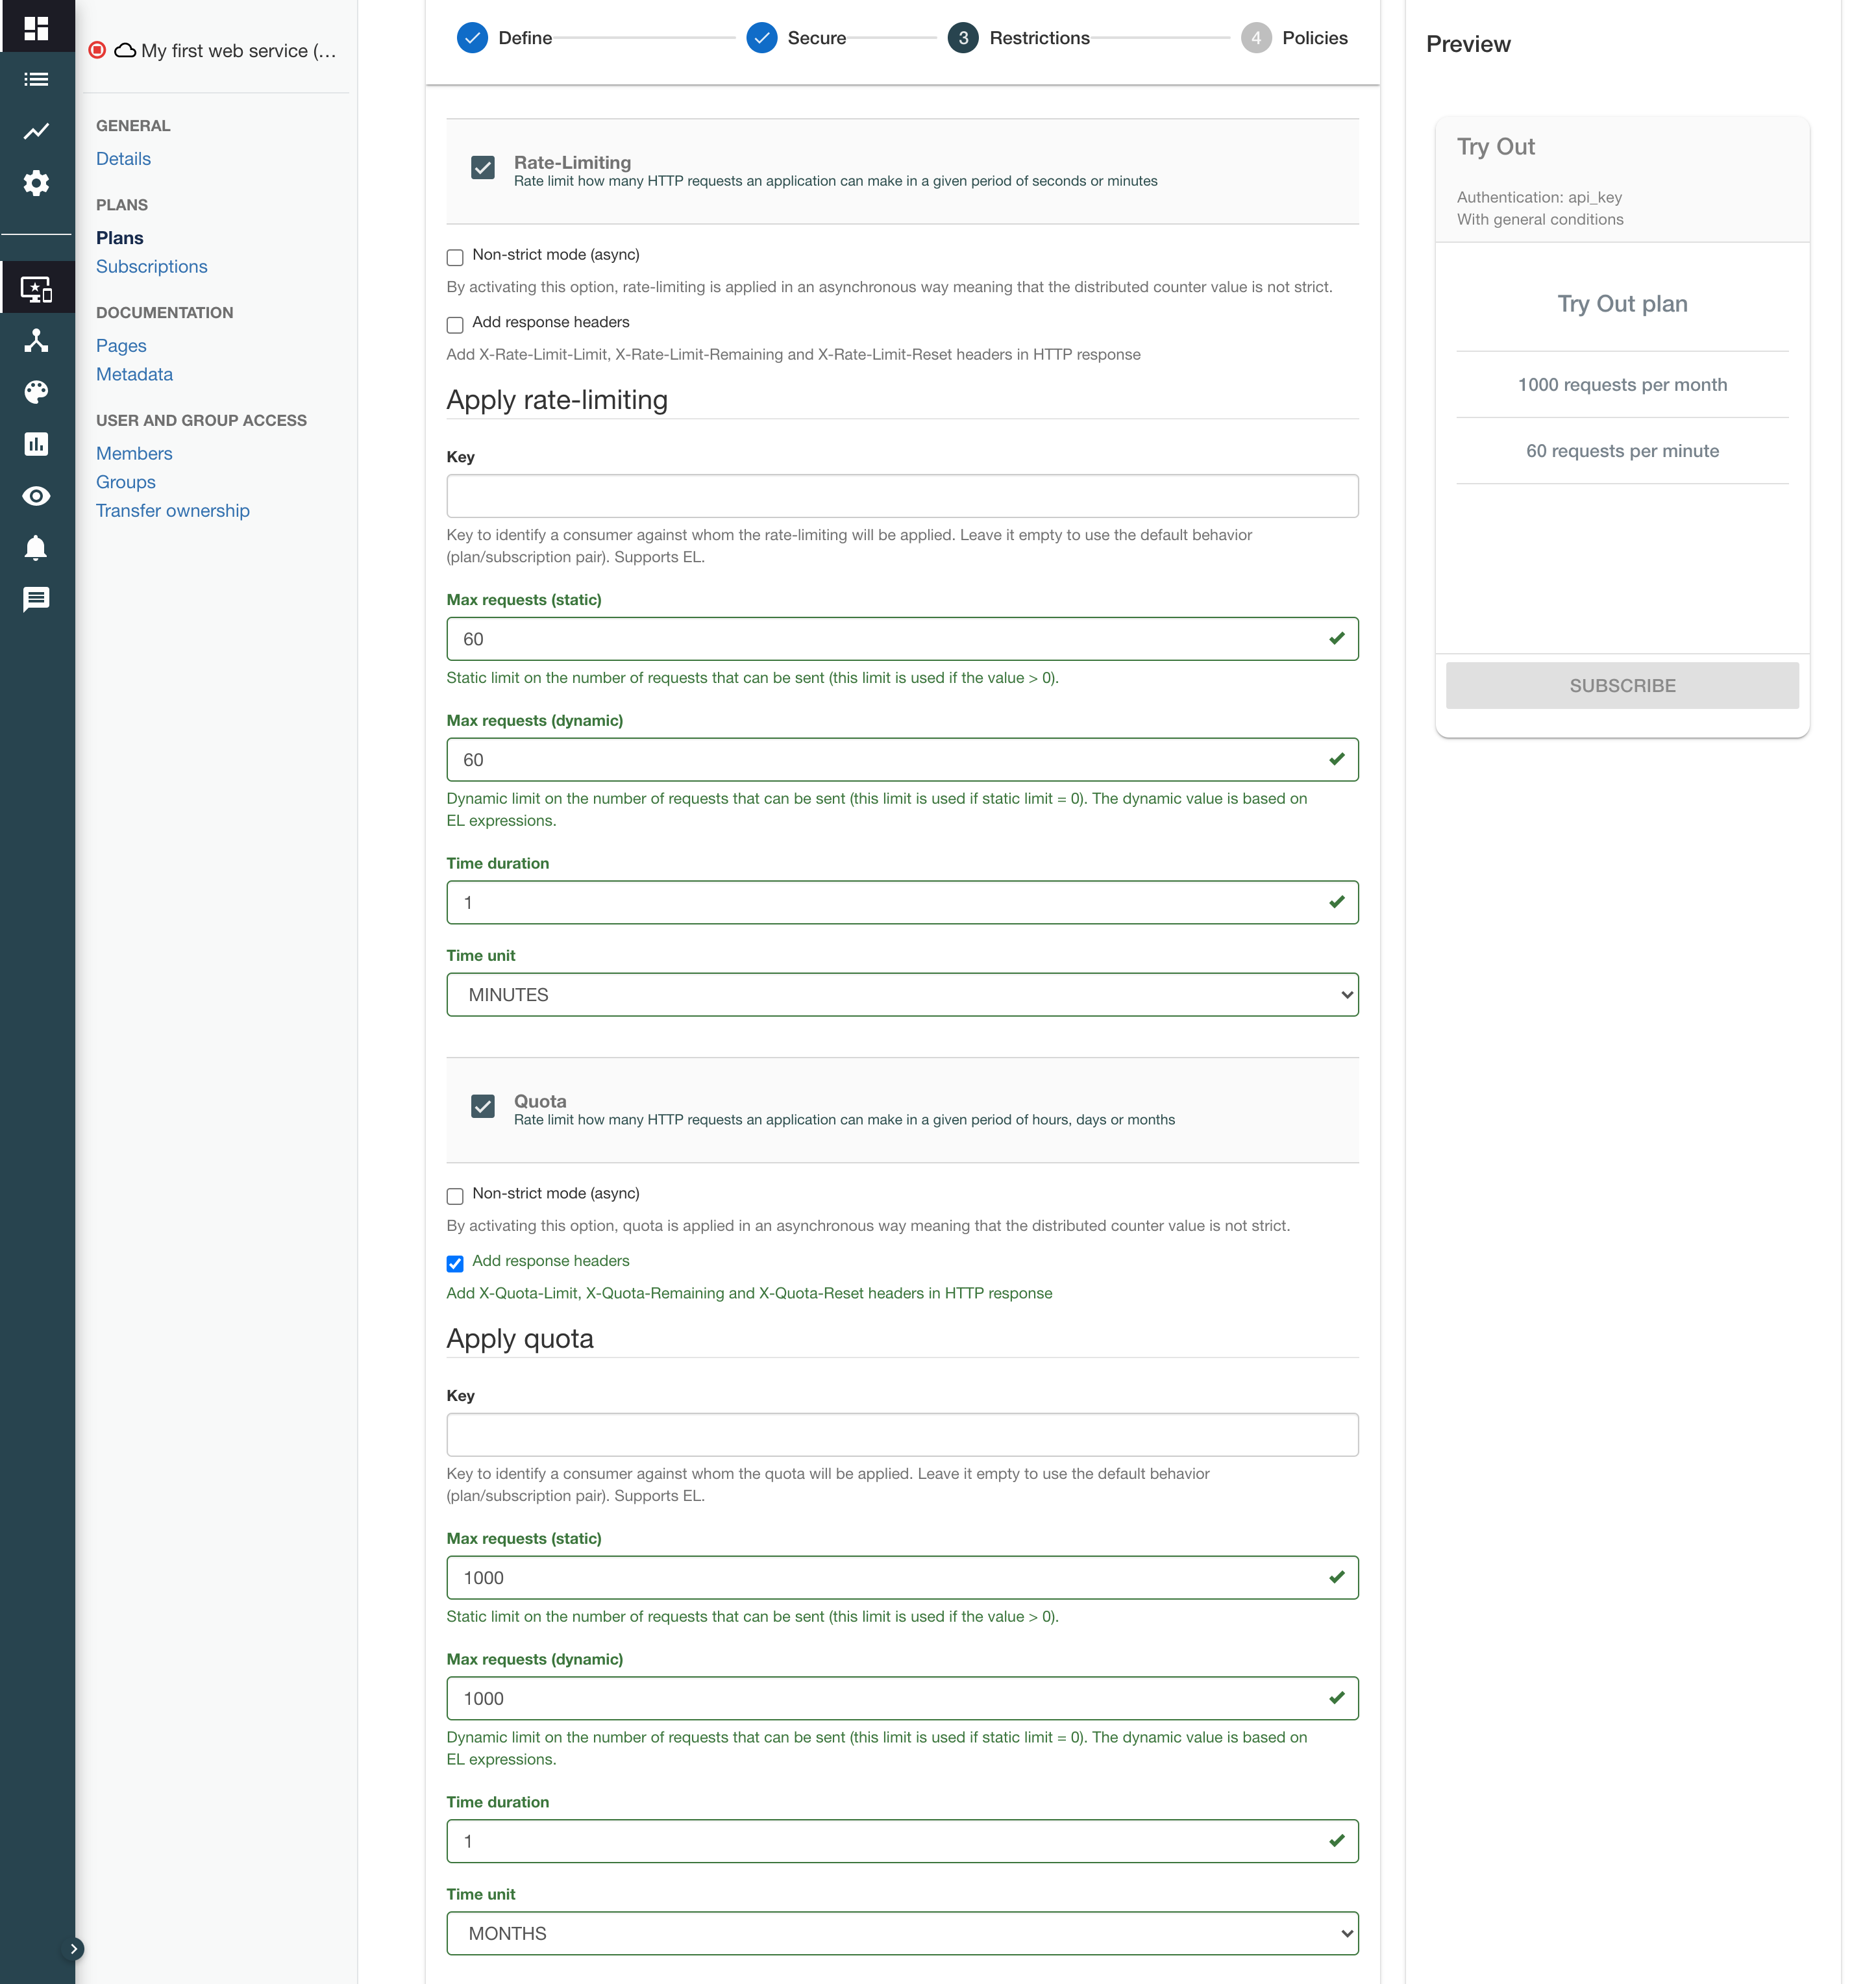 My first web service (...
GENERAL
Details
PLANS
Plans
Subscriptions
DOCUMENTATION
Pages
Metadata
USER AND GROUP ACCESS
Members
Groups
Transfer ownership
Define
Secure
3 Restrictions
4 Policies
Rate-Limiting
Rate limit how many HTTP requests an application can make in a given period of seconds or minutes
Non-strict mode (async)
By activating this option, rate-limiting is applied in an asynchronous way meaning that the distributed counter value is not strict.
Add response headers
Add X-Rate-Limit-Limit, X-Rate-Limit-Remaining and X-Rate-Limit-Reset headers in HTTP response
Apply rate-limiting
Key
Key to identify a consumer against whom the rate-limiting will be applied. Leave it empty to use the default behavior
(plan/subscription pair). Supports EL.
Max requests (static)
60
Static limit on the number of requests that can be sent (this limit is used if the value > 0).
Max requests (dynamic)
60
Dynamic limit on the number of requests that can be sent (this limit is used if static limit = 0). The dynamic value is based on
EL expressions.
Time duration
1
Time unit
MINUTES
Quota
Rate limit how many HTTP requests an application can make in a given period of hours, days or months
Non-strict mode (async)
By activating this option, quota is applied in an asynchronous way meaning that the distributed counter value is not strict.
Add response headers
Add X-Quota-Limit, X-Quota-Remaining and X-Quota-Reset headers in HTTP response
Apply quota
Key
Key to identify a consumer against whom the quota will be applied. Leave it empty to use the default behavior
(plan/subscription pair). Supports EL.
Max requests (static)
1000
Static limit on the number of requests that can be sent (this limit is used if the value > 0).
Max requests (dynamic)
1000
Dynamic limit on the number of requests that can be sent (this limit is used if static limit = 0). The dynamic value is based on
EL expressions.
Time duration
1
Time unit
MONTHS
Preview
Try Out
Authentication: api_key
With general conditions
Try Out plan
1000 requests per month
60 requests per minute
SUBSCRIBE